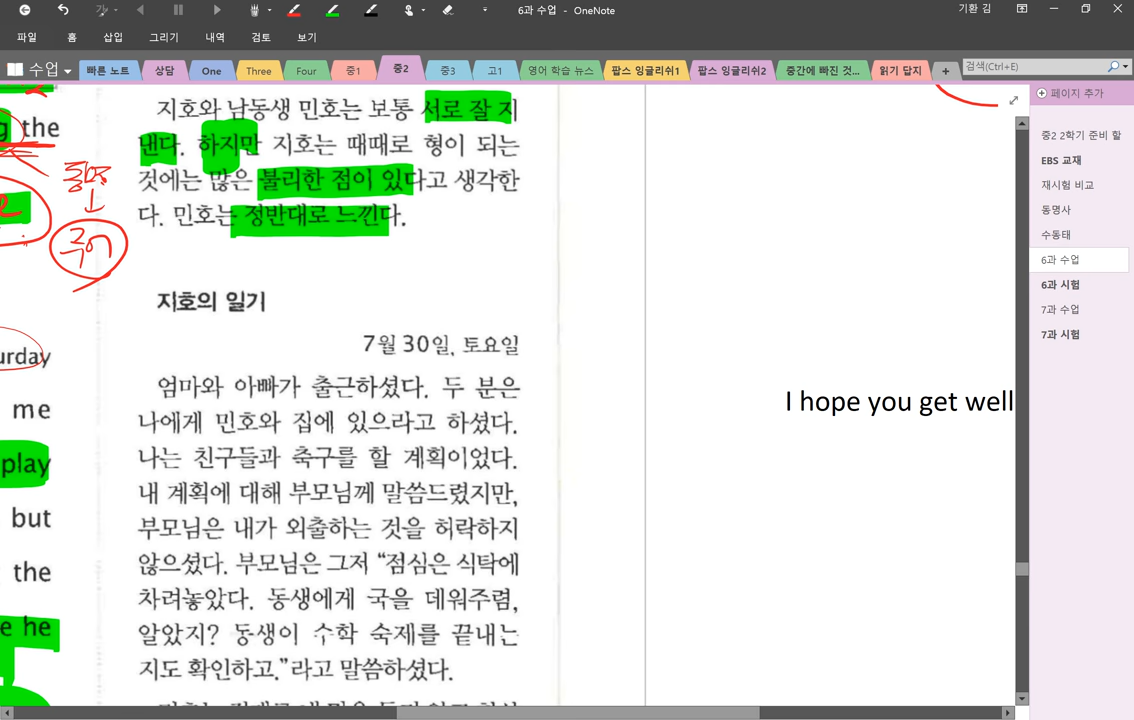 6과 수업 - OneNote
기환 김
파일 홈 삽입 그리기 내역 검토 보기
수업 빠른 노트 상담 One Three Four 중1 중2 중3 고1 영어 학습 뉴스 팝스 잉글리쉬1 팝스 잉글리쉬2 중간에 빠진 것... 읽기 답지 + 검색(Ctrl+E)
페이지 추가
중2 2학기 준비 할
EBS 교재
재시험 비교
동명사
수동태
6과 수업
6과 시험
7과 수업
7과 시험
g the
urday
me
play
but
the
e he
주어
지호와 남동생 민호는 보통 서로 잘 지
낸다. 하지만 지호는 때때로 형이 되는
것에는 많은 불리한 점이 있다고 생각한
다. 민호는 정반대로 느낀다.
지호의 일기
7월 30일, 토요일
엄마와 아빠가 출근하셨다. 두 분은
나에게 민호와 집에 있으라고 하셨다.
나는 친구들과 축구를 할 계획이었다.
내 계획에 대해 부모님께 말씀드렸지만,
부모님은 내가 외출하는 것을 허락하지
않으셨다. 부모님은 그저 “점심은 식탁에
차려놓았다. 동생에게 국을 데워주렴,
알았지? 동생이 수학 숙제를 끝내는
지도 확인하고.”라고 말씀하셨다.
I hope you get well